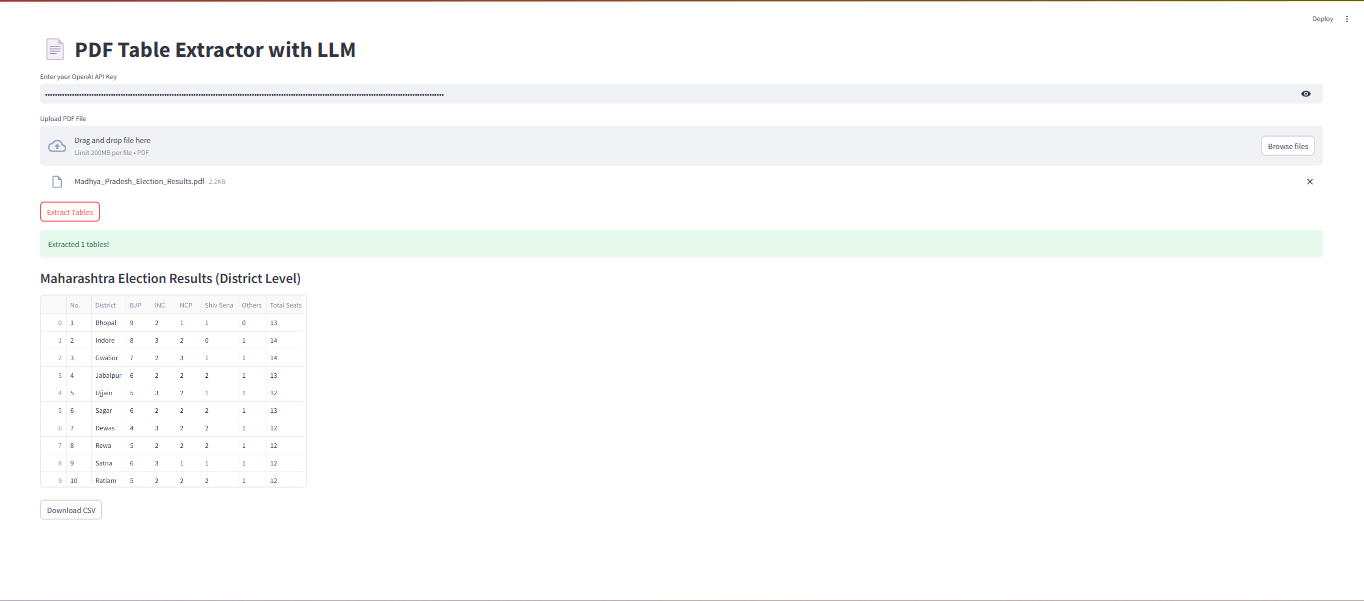 Deploy
PDF Table Extractor with LLM
Enter your OpenAI API Key
Upload PDF File
Drag and drop file here
Limit 200MB per file • PDF
Browse files
Madhya_Pradesh_Election_Results.pdf 2.2KB
Extract Tables
Extracted 1 tables!
Maharashtra Election Results (District Level)
No. District BJP INC NCP Shiv Sena Others Total Seats
0 1 Bhopal 9 2 1 1 0 13
1 2 Indore 8 3 2 0 1 14
2 3 Gwalior 7 2 3 1 1 14
3 4 Jabalpur 6 2 2 2 1 13
4 5 Ujjain 5 3 2 1 1 12
5 6 Sagar 6 2 2 2 1 13
6 7 Dewas 4 3 2 2 1 12
7 8 Rewa 5 2 2 2 1 12
8 9 Satna 6 3 1 1 1 12
9 10 Ratlam 5 2 2 2 1 12
Download CSV